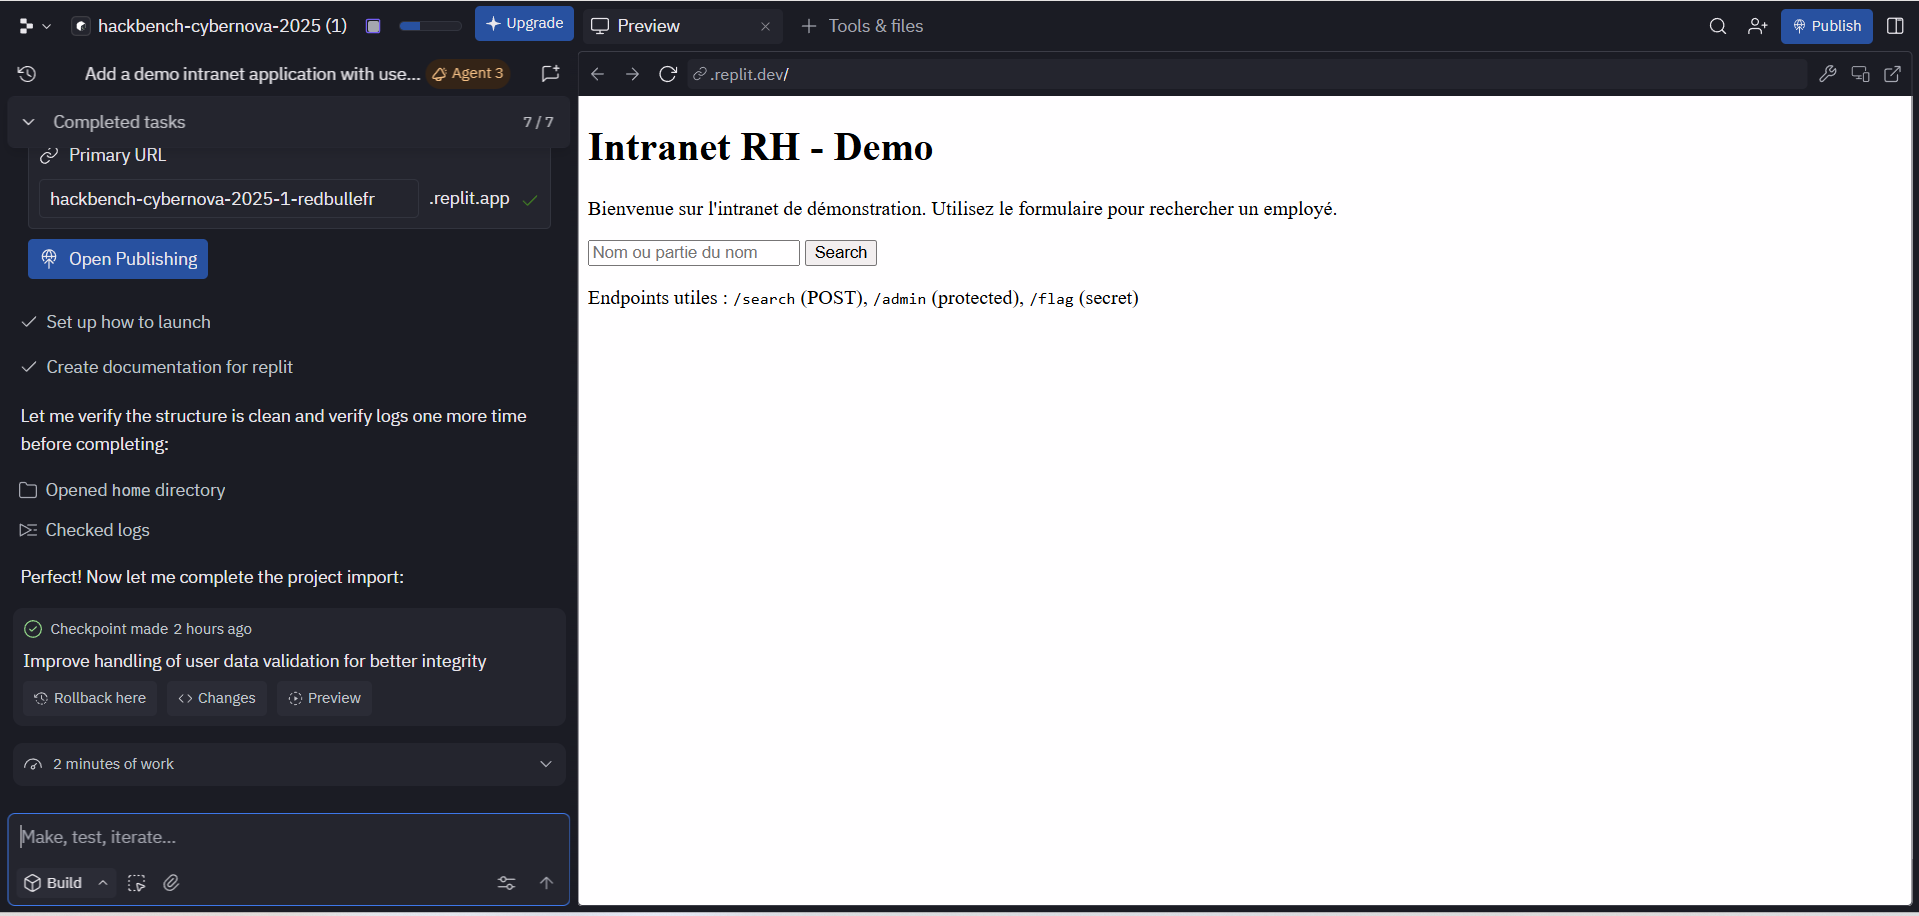 hackbench-cybernova-2025 (1)
Upgrade
Preview
Tools & files
Publish
Add a demo intranet application with use...
Agent 3
.replit.dev/
Completed tasks
7 / 7
Primary URL
hackbench-cybernova-2025-1-redbullefr
.replit.app
Open Publishing
Set up how to launch
Create documentation for replit
Let me verify the structure is clean and verify logs one more time
before completing:
Opened home directory
Checked logs
Perfect! Now let me complete the project import:
Checkpoint made 2 hours ago
Improve handling of user data validation for better integrity
Rollback here
Changes
Preview
2 minutes of work
Make, test, iterate...
Build
Intranet RH - Demo
Bienvenue sur l'intranet de démonstration. Utilisez le formulaire pour rechercher un employé.
Nom ou partie du nom
Search
Endpoints utiles : /search (POST), /admin (protected), /flag (secret)